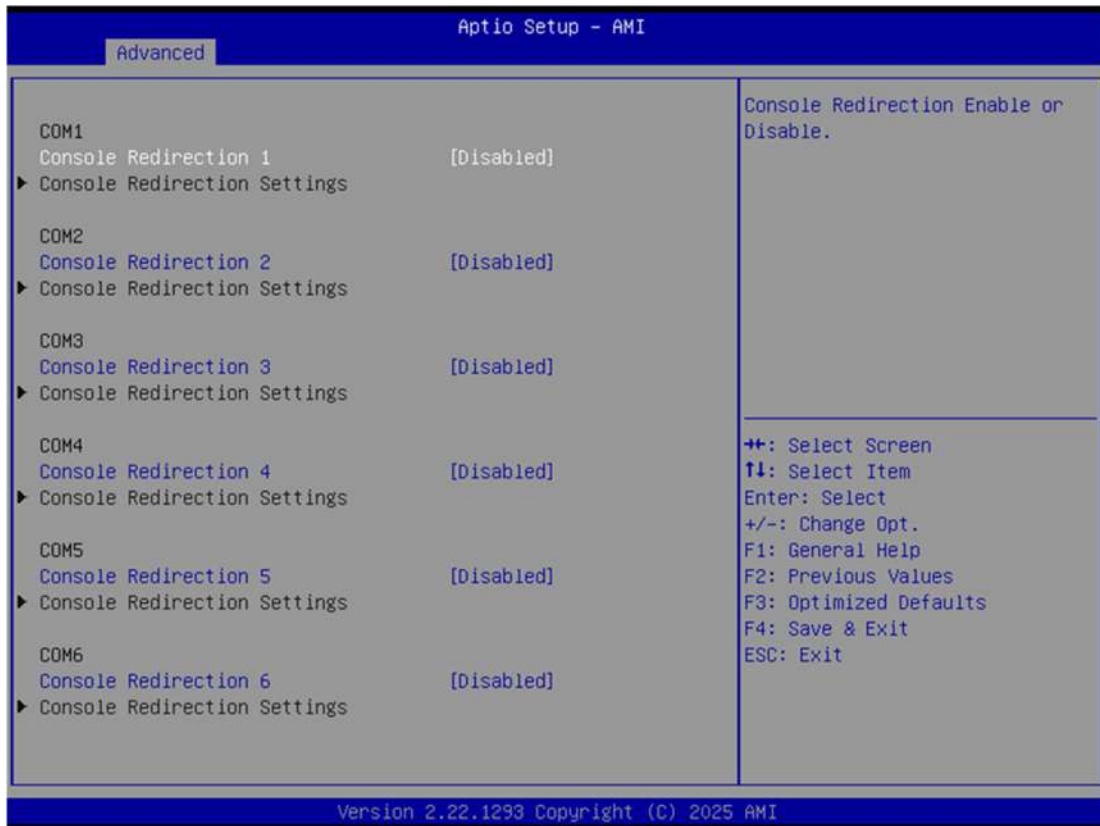 Aptio Setup – AMI
Advanced
COM1
Console Redirection 1 [Disabled]
▶ Console Redirection Settings
COM2
Console Redirection 2 [Disabled]
▶ Console Redirection Settings
COM3
Console Redirection 3 [Disabled]
▶ Console Redirection Settings
COM4
Console Redirection 4 [Disabled]
▶ Console Redirection Settings
COM5
Console Redirection 5 [Disabled]
▶ Console Redirection Settings
COM6
Console Redirection 6 [Disabled]
▶ Console Redirection Settings
Console Redirection Enable or
Disable.
→←: Select Screen
↑↓: Select Item
Enter: Select
+/-: Change Opt.
F1: General Help
F2: Previous Values
F3: Optimized Defaults
F4: Save & Exit
ESC: Exit
Version 2.22.1293 Copyright (C) 2025 AMI